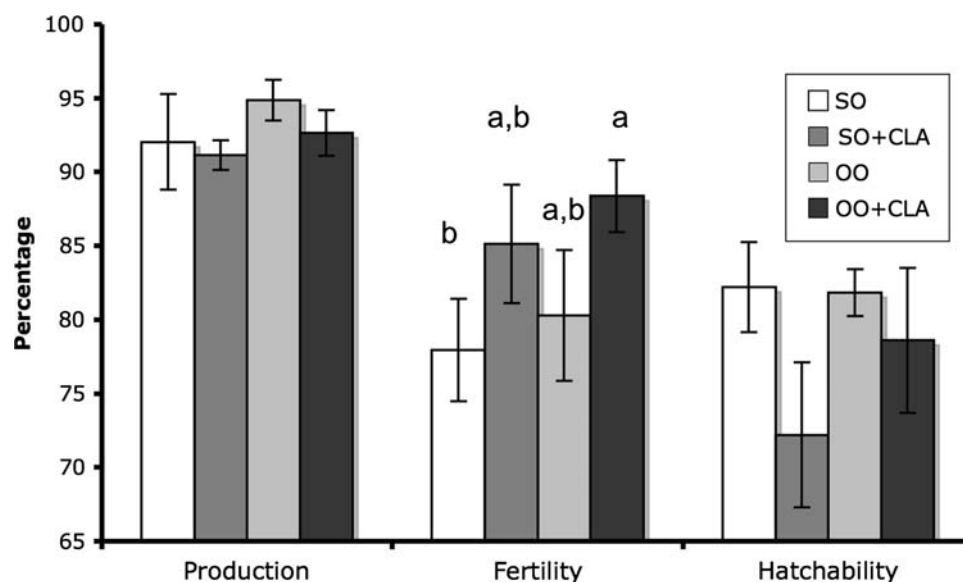 100
95
90
85
80
75
70
65
Percentage
a,b
a
a,b
b
SO
SO+CLA
OO
OO+CLA
Production Fertility Hatchability